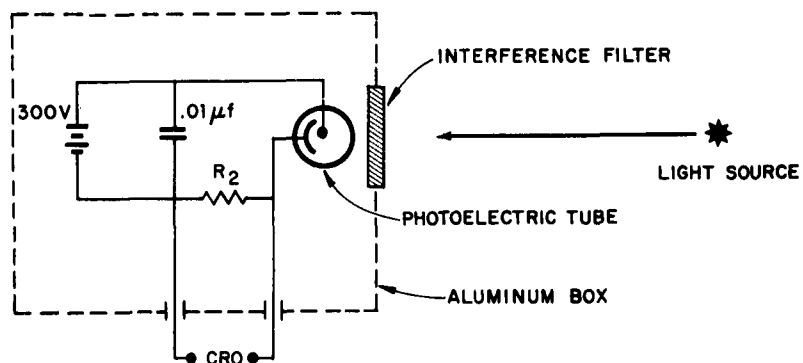 INTERFERENCE FILTER
300V
.01μf
R2
LIGHT SOURCE
PHOTOELECTRIC TUBE
ALUMINUM BOX
CRO